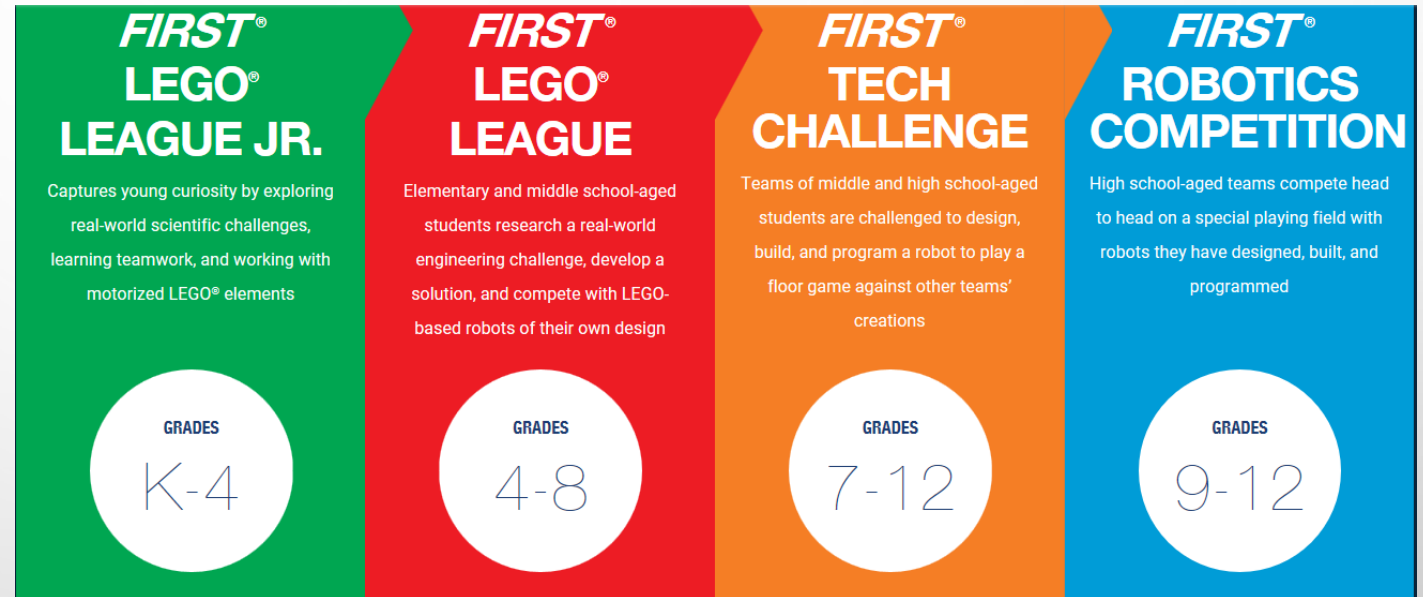 FIRST®
LEGO®
LEAGUE JR.
Captures young curiosity by exploring
real-world scientific challenges,
learning teamwork, and working with
motorized LEGO® elements
GRADES
K-4
FIRST®
LEGO®
LEAGUE
Elementary and middle school-aged
students research a real-world
engineering challenge, develop a
solution, and compete with LEGO-
based robots of their own design
GRADES
4-8
FIRST®
TECH
CHALLENGE
Teams of middle and high school-aged
students are challenged to design,
build, and program a robot to play a
floor game against other teams’
creations
GRADES
7-12
FIRST®
ROBOTICS
COMPETITION
High school-aged teams compete head
to head on a special playing field with
robots they have designed, built, and
programmed
GRADES
9-12